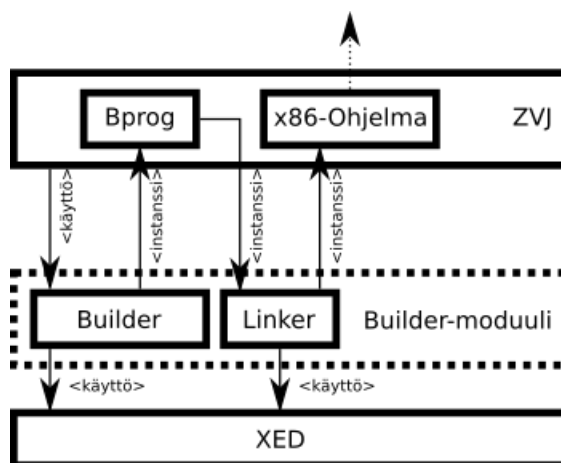 Bprog
x86-Ohjelma
ZVJ
<käyttö>
<instanssi>
<instanssi>
<instanssi>
Builder
Linker
Builder-moduuli
<käyttö>
<käyttö>
XED